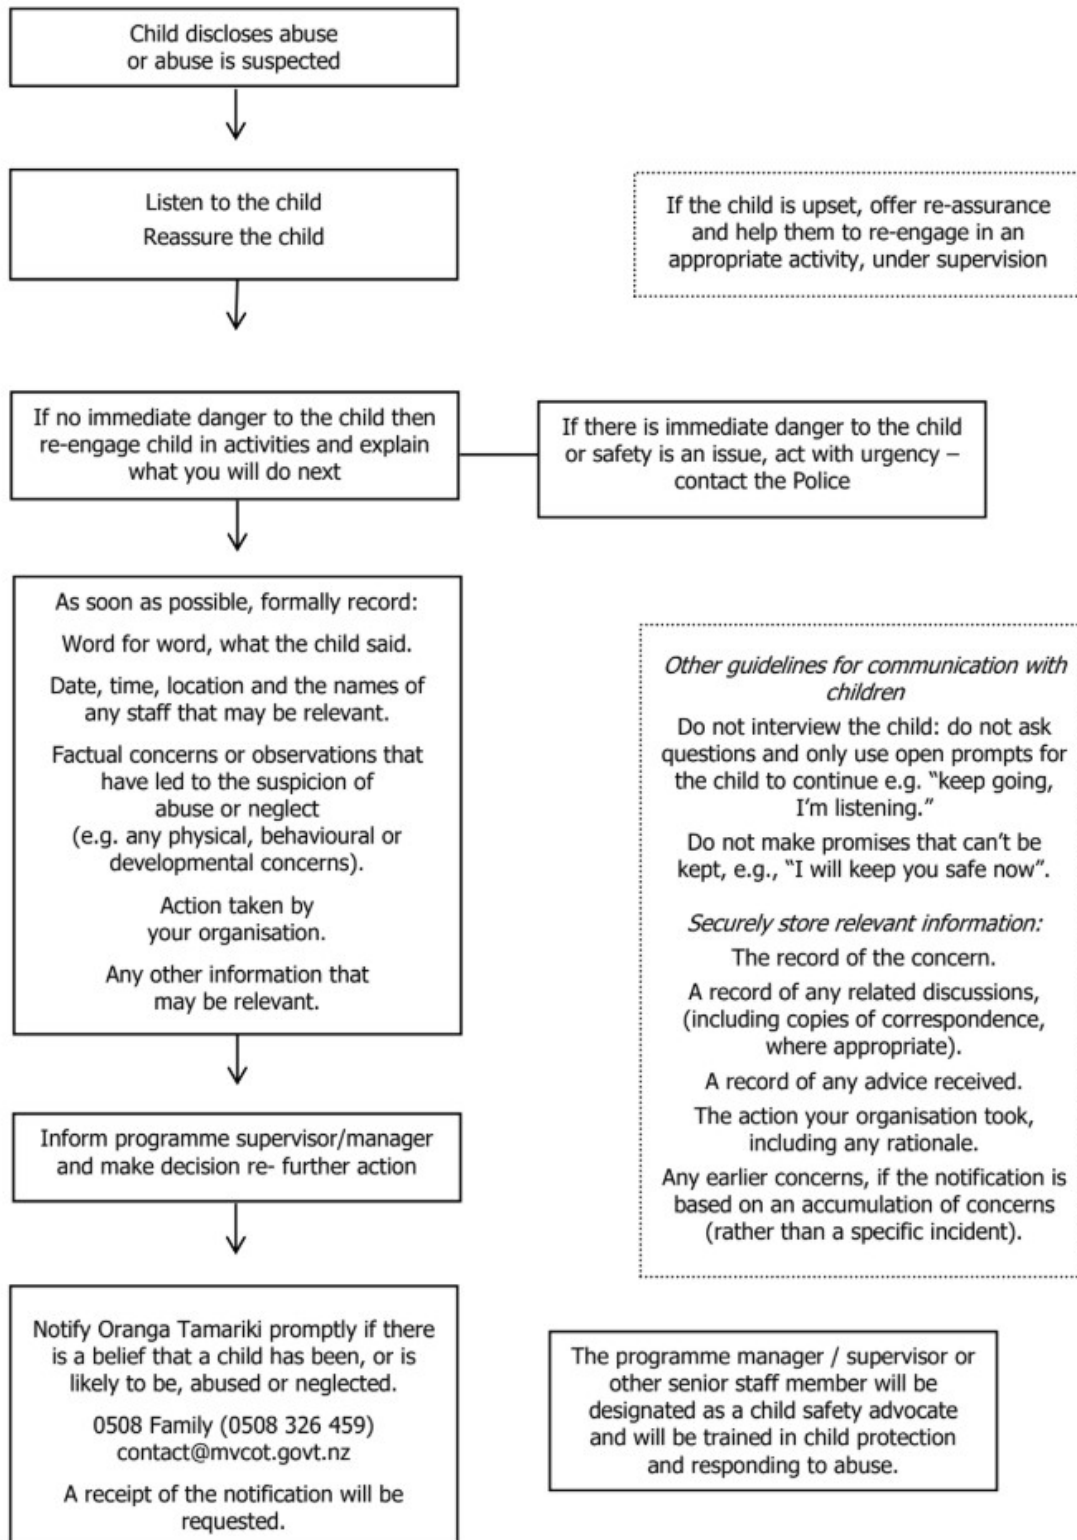 Child discloses abuse
or abuse is suspected
Listen to the child
Reassure the child
If the child is upset, offer re-assurance
and help them to re-engage in an
appropriate activity, under supervision
If no immediate danger to the child then
re-engage child in activities and explain
what you will do next
If there is immediate danger to the child
or safety is an issue, act with urgency –
contact the Police
As soon as possible, formally record:
Word for word, what the child said.
Date, time, location and the names of
any staff that may be relevant.
Factual concerns or observations that
have led to the suspicion of
abuse or neglect
(e.g. any physical, behavioural or
developmental concerns).
Action taken by
your organisation.
Any other information that
may be relevant.
Other guidelines for communication with
children
Do not interview the child: do not ask
questions and only use open prompts for
the child to continue e.g. “keep going,
I’m listening.”
Do not make promises that can’t be
kept, e.g., “I will keep you safe now”.
Securely store relevant information:
The record of the concern.
A record of any related discussions,
(including copies of correspondence,
where appropriate).
A record of any advice received.
The action your organisation took,
including any rationale.
Any earlier concerns, if the notification is
based on an accumulation of concerns
(rather than a specific incident).
Inform programme supervisor/manager
and make decision re- further action
Notify Oranga Tamariki promptly if there
is a belief that a child has been, or is
likely to be, abused or neglected.
0508 Family (0508 326 459)
contact@mvcot.govt.nz
A receipt of the notification will be
requested.
The programme manager / supervisor or
other senior staff member will be
designated as a child safety advocate
and will be trained in child protection
and responding to abuse.